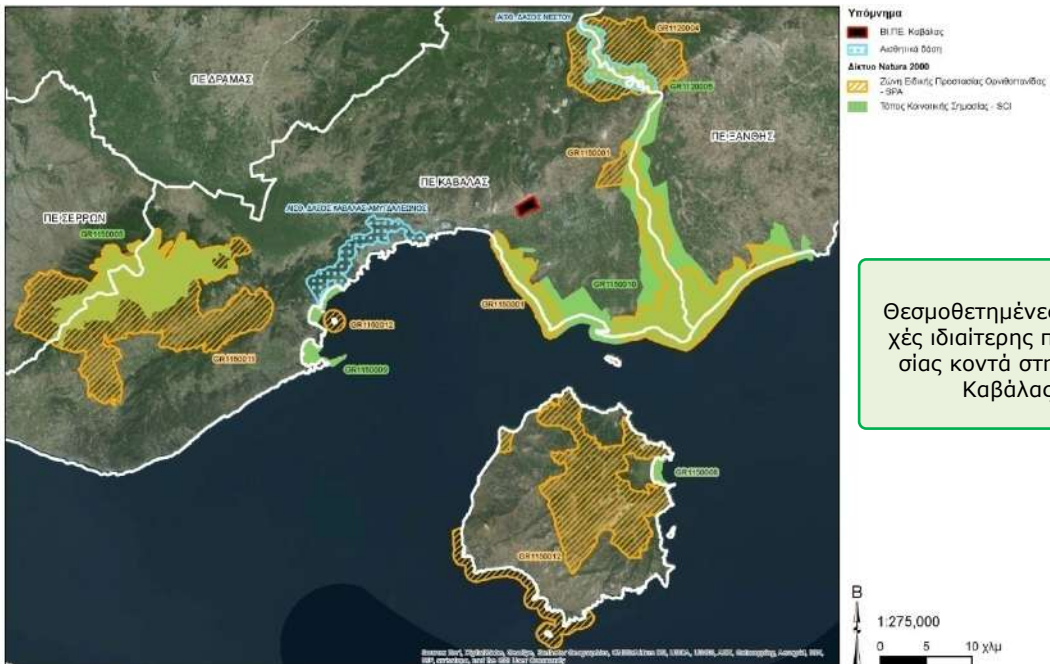 ΑΙΣΘ. ΔΑΣΟΣ ΝΕΣΤΟΥ
GR1120004
ΠΕ ΔΡΑΜΑΣ
GR1120005
ΠΕ ΞΑΝΘΗΣ
GR1150001
ΠΕ ΚΑΒΑΛΑΣ
ΑΙΣΘ. ΔΑΣΟΣ ΚΑΒΑΛΑΣ-ΑΜΥΓΔΑΛΕΩΝΟΣ
ΠΕ ΣΕΡΡΩΝ
GR1150005
GR1150010
GR1150001
GR1150012
GR1150011
GR1150009
GR1150008
GR1150012
Υπόμνημα
ΒΙ.ΠΕ. Καβάλας
Αισθητικά δάση
Δίκτυο Natura 2000
Ζώνη Ειδικής Προστασίας Ορνιθοπανίδας
- SPA
Τόπος Κοινοτικής Σημασίας - SCI
Θεσμοθετημένες
χές ιδιαίτερης π
σίας κοντά στη
Καβάλας
Β
1:275,000
0 5 10 χλμ